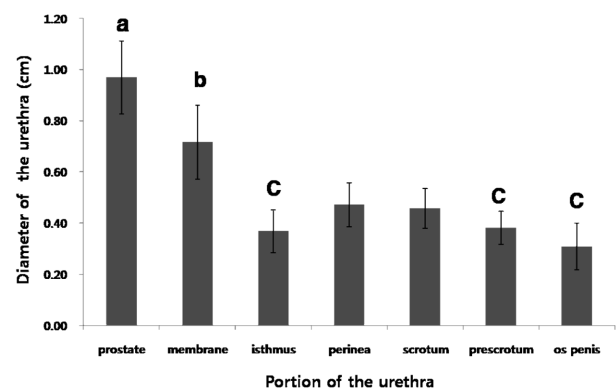 1.20
1.00
0.80
0.60
0.40
0.20
0.00
Diameter of the urethra (cm)
a
b
C
C
C
prostate membrane isthmus perinea scrotum prescrotum os penis
Portion of the urethra